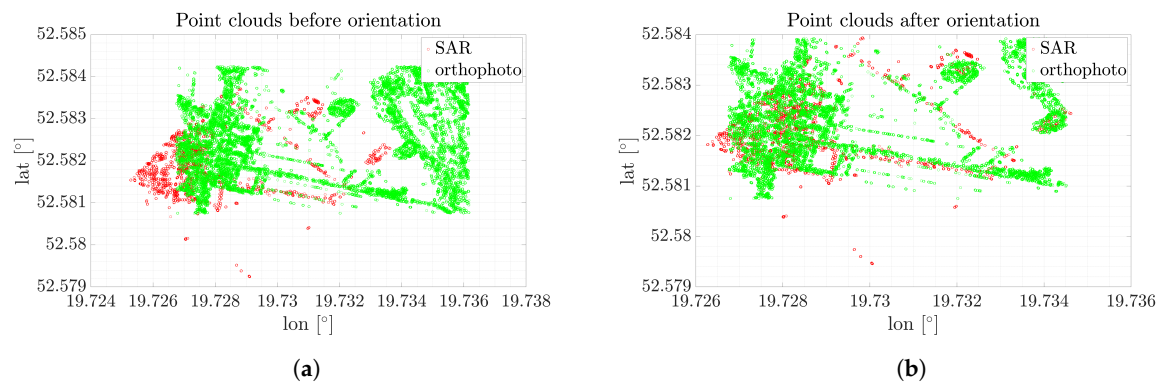 Point clouds before orientation
52.585
52.584
52.583
52.582
52.581
52.58
52.579
lat [°]
SAR
orthophoto
19.724 19.726 19.728 19.73 19.732 19.734 19.736 19.738
lon [°]
(a)
Point clouds after orientation
52.584
52.583
52.582
52.581
52.58
52.579
lat [°]
SAR
orthophoto
19.726 19.728 19.73 19.732 19.734 19.736
lon [°]
(b)